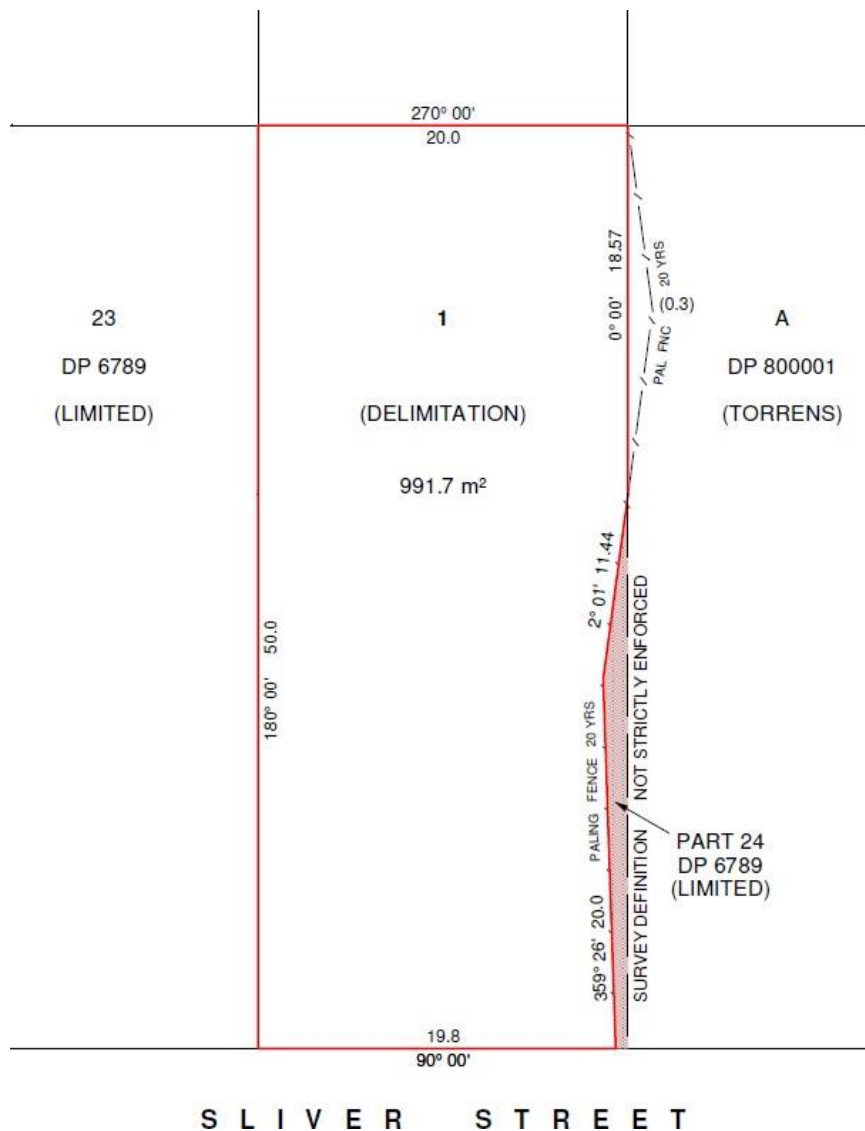 270° 00'
20.0
0° 00' 18.57
PAL FNC 20 YRS
(0.3)
23
DP 6789
(LIMITED)
1
(DELIMITATION)
991.7 m²
A
DP 800001
(TORRENS)
2° 01' 11.44
180° 00' 50.0
PALING FENCE 20 YRS
SURVEY DEFINITION NOT STRICTLY ENFORCED
PART 24
DP 6789
(LIMITED)
359° 26' 20.0
19.8
90° 00'
SLIVER STREET